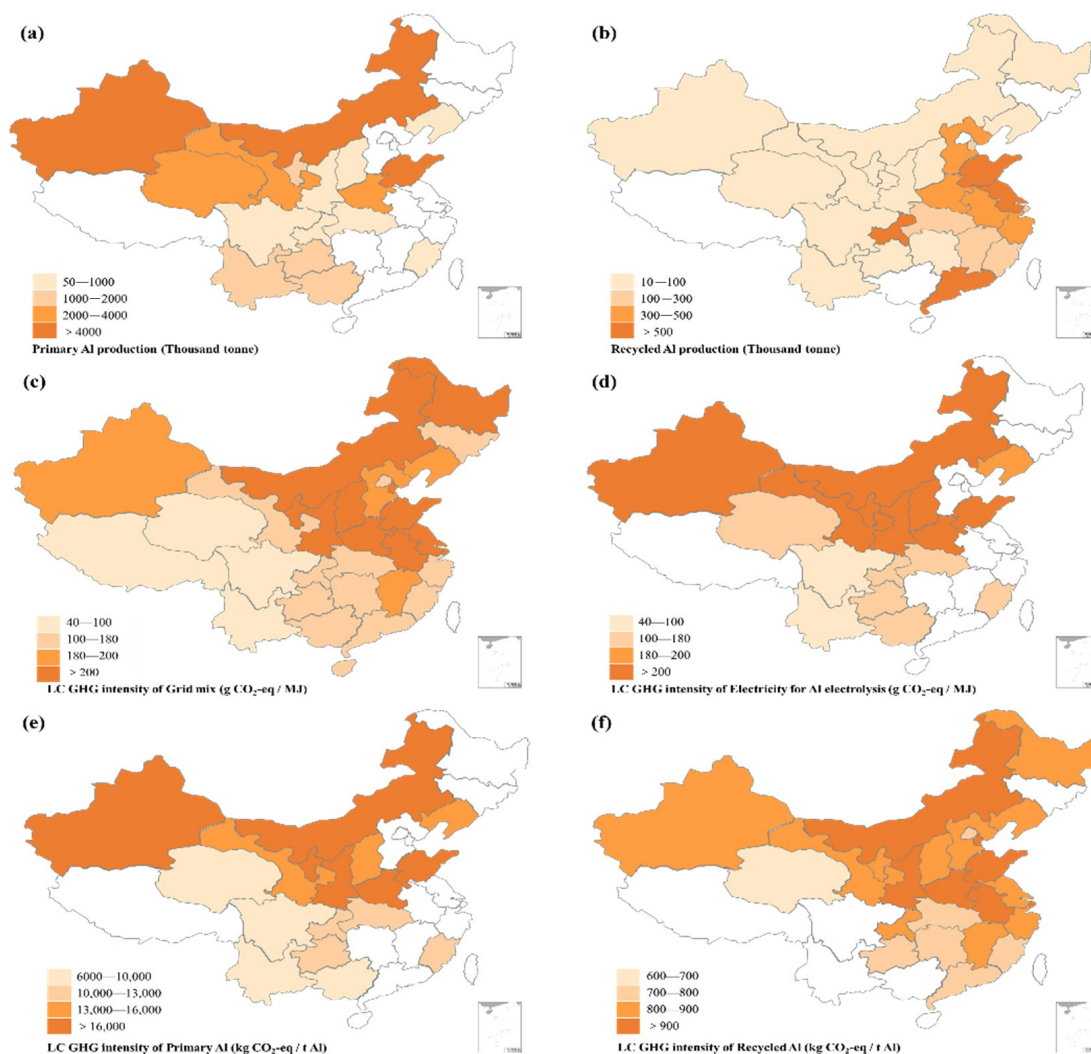 (a)
50—1000
1000—2000
2000—4000
> 4000
Primary Al production (Thousand tonne)
(b)
10—100
100—300
300—500
> 500
Recycled Al production (Thousand tonne)
(c)
40—100
100—180
180—200
> 200
LC GHG intensity of Grid mix (g CO₂-eq / MJ)
(d)
40—100
100—180
180—200
> 200
LC GHG intensity of Electricity for Al electrolysis (g CO₂-eq / MJ)
(e)
6000—10,000
10,000—13,000
13,000—16,000
> 16,000
LC GHG intensity of Primary Al (kg CO₂-eq / t Al)
(f)
600—700
700—800
800—900
> 900
LC GHG intensity of Recycled Al (kg CO₂-eq / t Al)